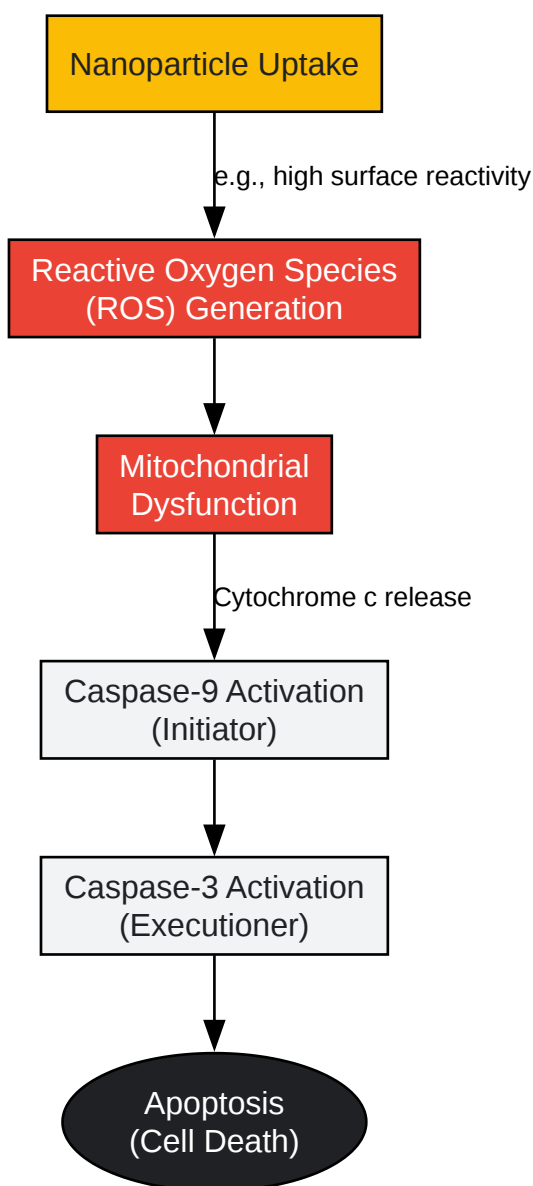 Nanoparticle Uptake
e.g., high surface reactivity
Reactive Oxygen Species
(ROS) Generation
Mitochondrial
Dysfunction
Cytochrome c release
Caspase-9 Activation
(Initiator)
Caspase-3 Activation
(Executioner)
Apoptosis
(Cell Death)